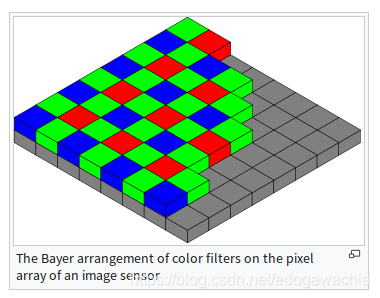 The Bayer arrangement of color filters on the pixel
array of an image sensor
https://blog.csdn.net/edogawachia